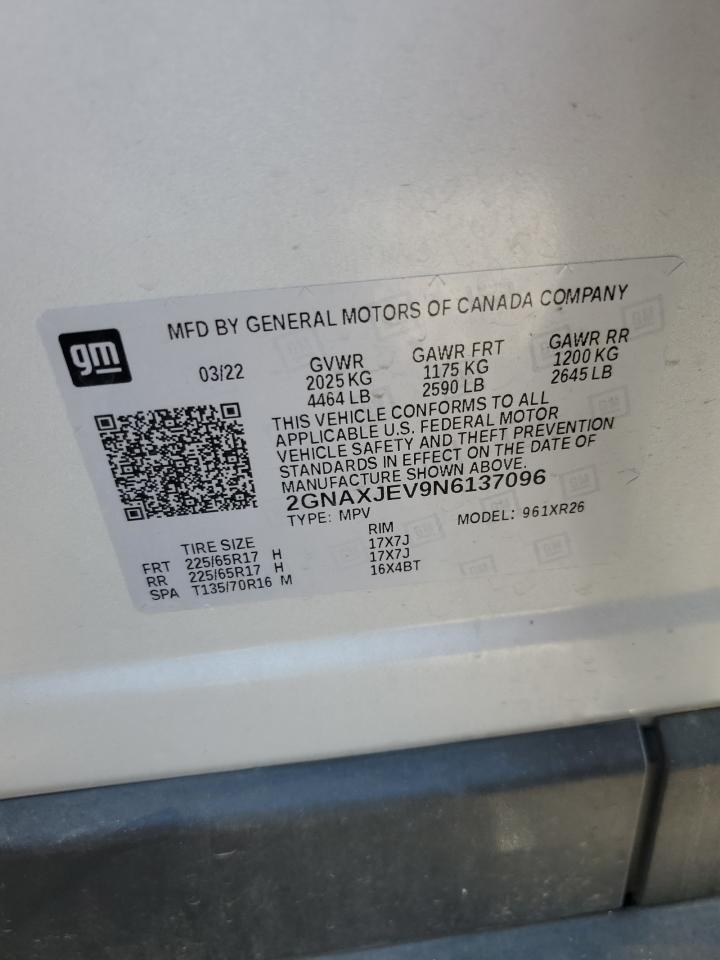 gm
MFD BY GENERAL MOTORS OF CANADA COMPANY
03/22
GVWR GAWR FRT GAWR RR
2025 KG 1175 KG 1200 KG
4464 LB 2590 LB 2645 LB
THIS VEHICLE CONFORMS TO ALL
APPLICABLE U.S. FEDERAL MOTOR
VEHICLE SAFETY AND THEFT PREVENTION
STANDARDS IN EFFECT ON THE DATE OF
MANUFACTURE SHOWN ABOVE.
2GNAXJEV9N6137096
TYPE: MPV MODEL: 961XR26
TIRE SIZE RIM
FRT 225/65R17 H 17X7J
RR 225/65R17 H 17X7J
SPA T135/70R16 M 16X4BT